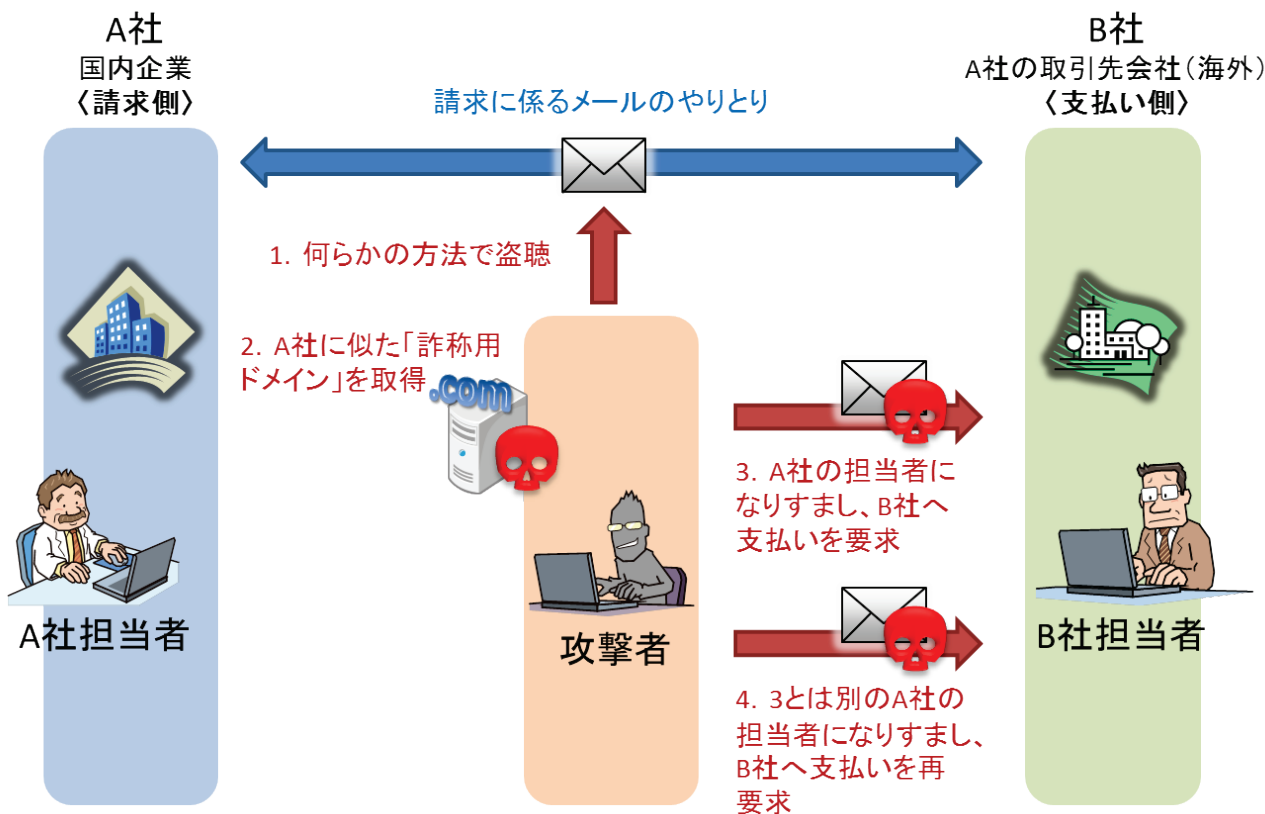 A社
国内企業
〈請求側〉
B社
A社の取引先会社（海外）
〈支払い側〉
請求に係るメールのやりとり
1. 何らかの方法で盗聴
2. A社に似た「詐称用
ドメイン」を取得
.com
3. A社の担当者に
なりすまし、B社へ
支払いを要求
A社担当者
攻撃者
B社担当者
4. 3とは別のA社の
担当者になりすまし、
B社へ支払いを再
要求